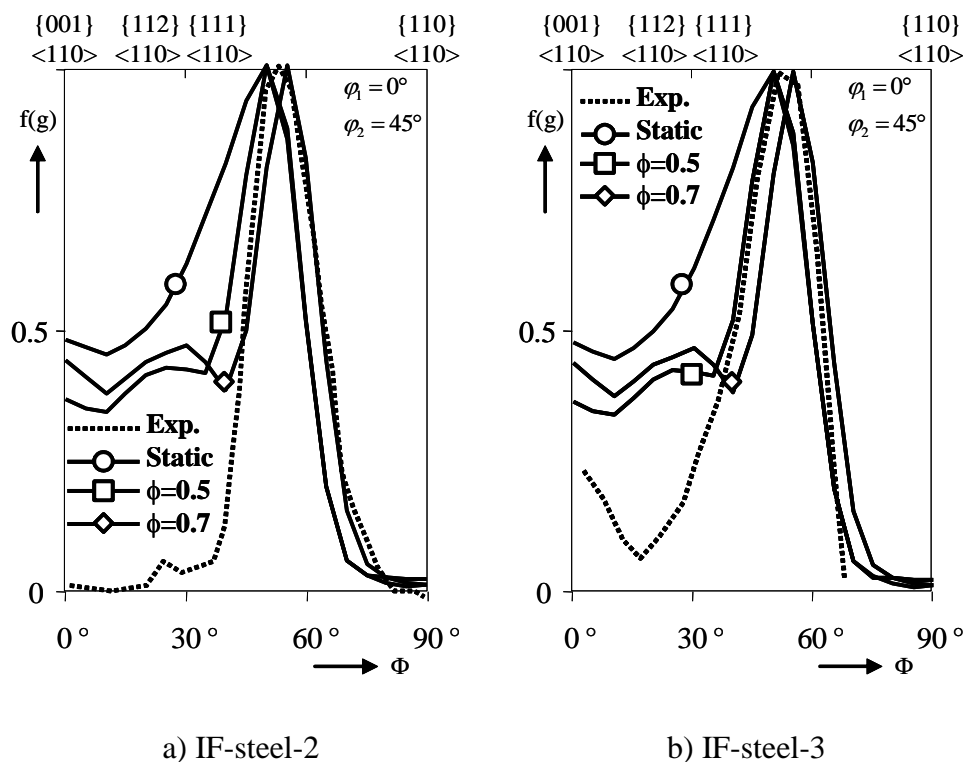 {001} {112} {111} {110}
<110> <110> <110> <110>
f(g)
φ₁ = 0°
φ₂ = 45°
0.5
Exp.
Static
ϕ=0.5
ϕ=0.7
0
0 ° 30 ° 60 ° 90 °
Φ
a) IF-steel-2
{001} {112} {111} {110}
<110> <110> <110> <110>
f(g)
Exp.
Static
ϕ=0.5
ϕ=0.7
φ₁ = 0°
φ₂ = 45°
0.5
0
0 ° 30 ° 60 ° 90 °
Φ
b) IF-steel-3